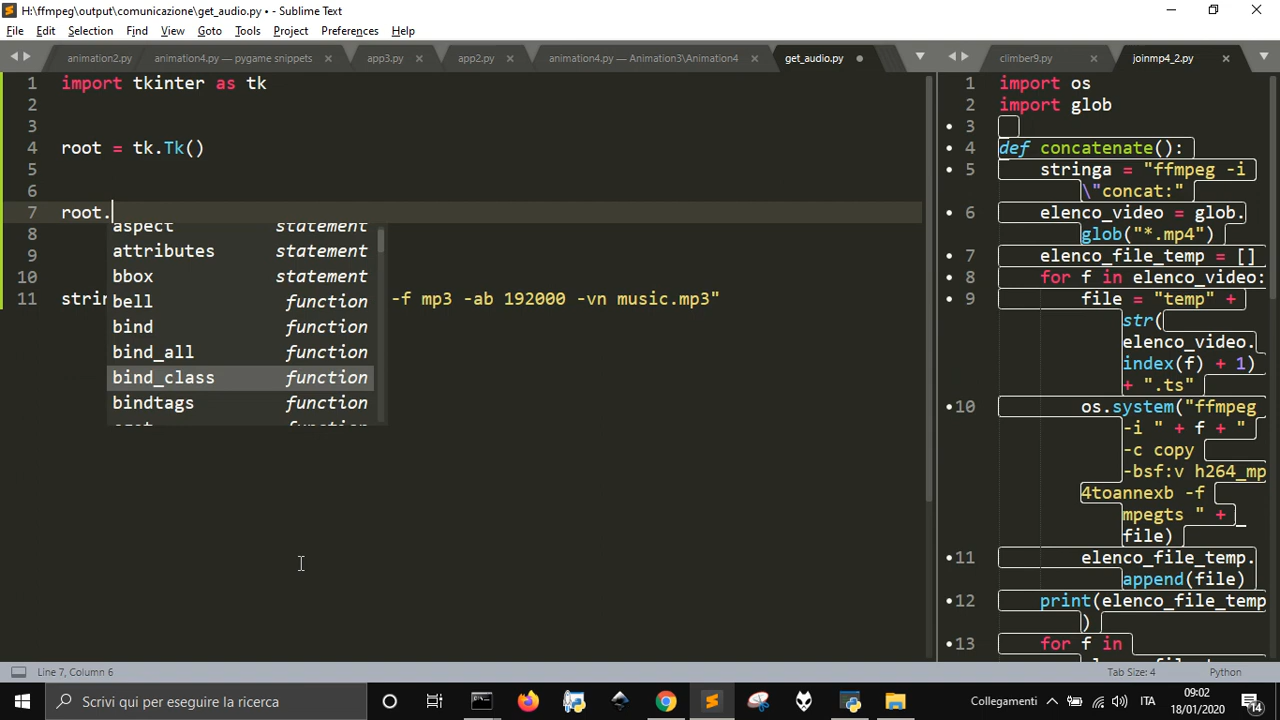 H:\ffmpeg\output\comunicazione\get_audio.py • - Sublime Text
File Edit Selection Find View Goto Tools Project Preferences Help
animation2.py animation4.py — pygame snippets app3.py app2.py animation4.py — Animation3\Animation4 get_audio.py
climber9.py joinmp4_2.py
1 import tkinter as tk
2
3
4 root = tk.Tk()
5
6
7 root.
8
9
10
11 strin -f mp3 -ab 192000 -vn music.mp3"
aspect statement
attributes statement
bbox statement
bell function
bind function
bind_all function
bind_class function
bindtags function
1 import os
2 import glob
3
4 def concatenate():
5 stringa = "ffmpeg -i
\"concat:"
6 elenco_video = glob.
glob("*.mp4")
7 elenco_file_temp = []
8 for f in elenco_video:
9 file = "temp" +
str(
elenco_video.
index(f) + 1)
+ ".ts"
10 os.system("ffmpeg
-i " + f + "
-c copy
-bsf:v h264_mp
4toannexb -f
mpegts " +
file)
11 elenco_file_temp.
append(file)
12 print(elenco_file_temp
)
13 for f in
Line 7, Column 6
Tab Size: 4 Python
Scrivi qui per eseguire la ricerca
Collegamenti ITA 09:02
18/01/2020 14